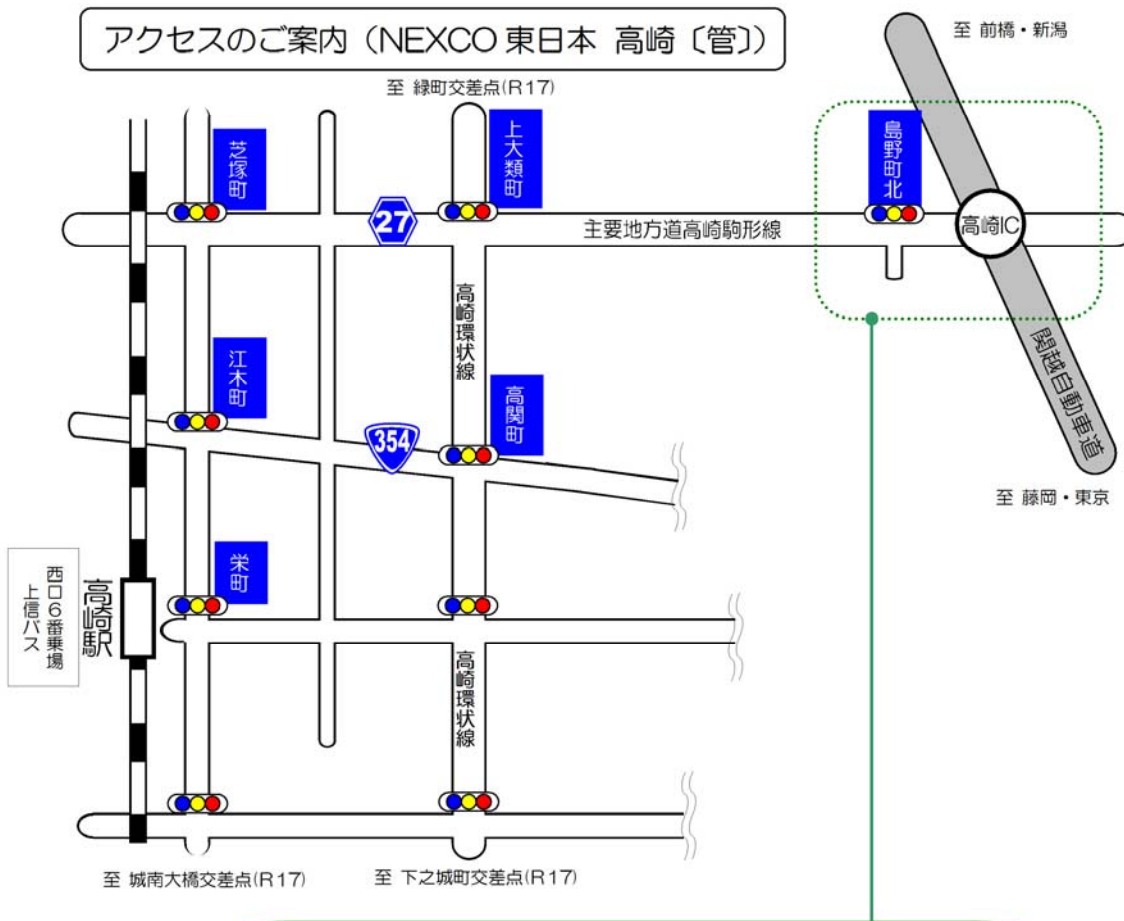 アクセスのご案内（NEXCO東日本 高崎〔管〕）
至 前橋・新潟
至 緑町交差点(R17)
芝塚町
上大類町
島野町北
27
主要地方道高崎駒形線
高崎IC
高崎環状線
関越自動車道
江木町
高関町
354
至 藤岡・東京
栄町
高崎駅
西口6番乗場
上信バス
高崎環状線
至 城南大橋交差点(R17)
至 下之城町交差点(R17)